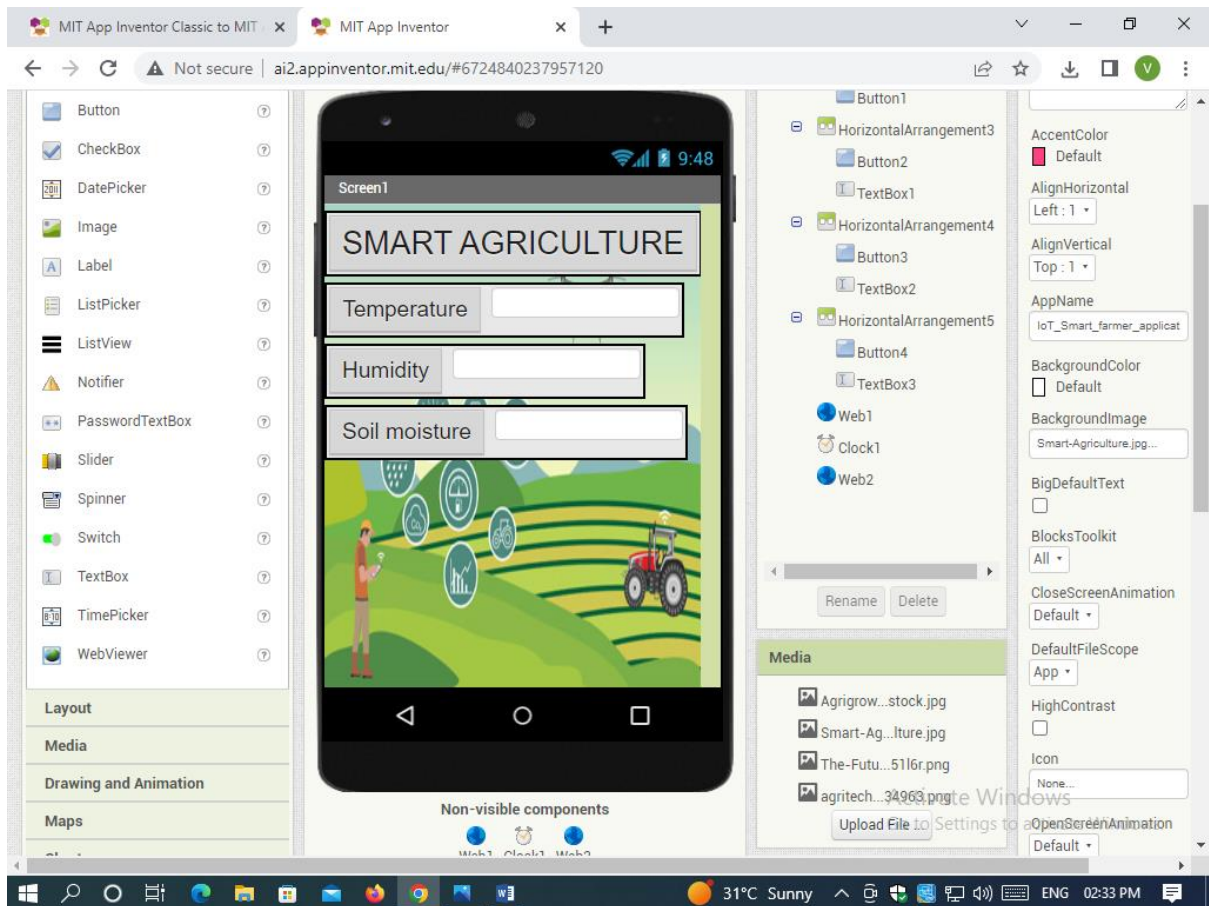 MIT App Inventor Classic to MIT
MIT App Inventor
Not secure | ai2.appinventor.mit.edu/#6724840237957120
V
Button
CheckBox
DatePicker
Image
Label
ListPicker
ListView
Notifier
PasswordTextBox
Slider
Spinner
Switch
TextBox
TimePicker
WebViewer
Layout
Media
Drawing and Animation
Maps
9:48
Screen1
SMART AGRICULTURE
Temperature
Humidity
Soil moisture
Non-visible components
Web1 Clock1 Web2
Button1
HorizontalArrangement3
Button2
TextBox1
HorizontalArrangement4
Button3
TextBox2
HorizontalArrangement5
Button4
TextBox3
Web1
Clock1
Web2
Rename Delete
Media
Agrigrow...stock.jpg
Smart-Ag...lture.jpg
The-Futu...51l6r.png
agritech...34963.png
Upload File ...
AccentColor
Default
AlignHorizontal
Left : 1
AlignVertical
Top : 1
AppName
IoT_Smart_farmer_applicat
BackgroundColor
Default
BackgroundImage
Smart-Agriculture.jpg...
BigDefaultText
BlocksToolkit
All
CloseScreenAnimation
Default
DefaultFileScope
App
HighContrast
Icon
None...
OpenScreenAnimation
Default
Activate Windows
Go to Settings to activate Windows.
31°C Sunny
ENG 02:33 PM